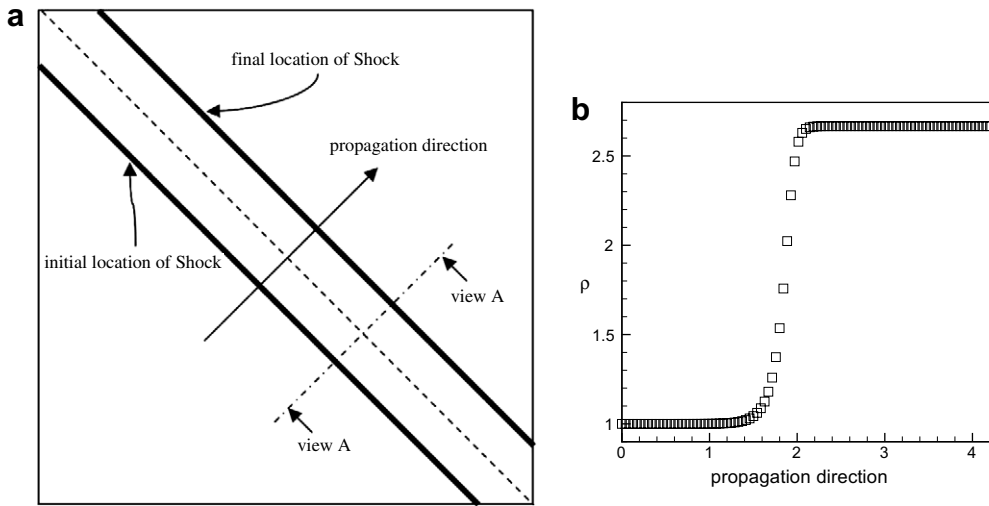 a
final location of Shock
propagation direction
initial location of Shock
view A
view A
b
2.5
2
ρ
1.5
1
0 1 2 3 4
propagation direction